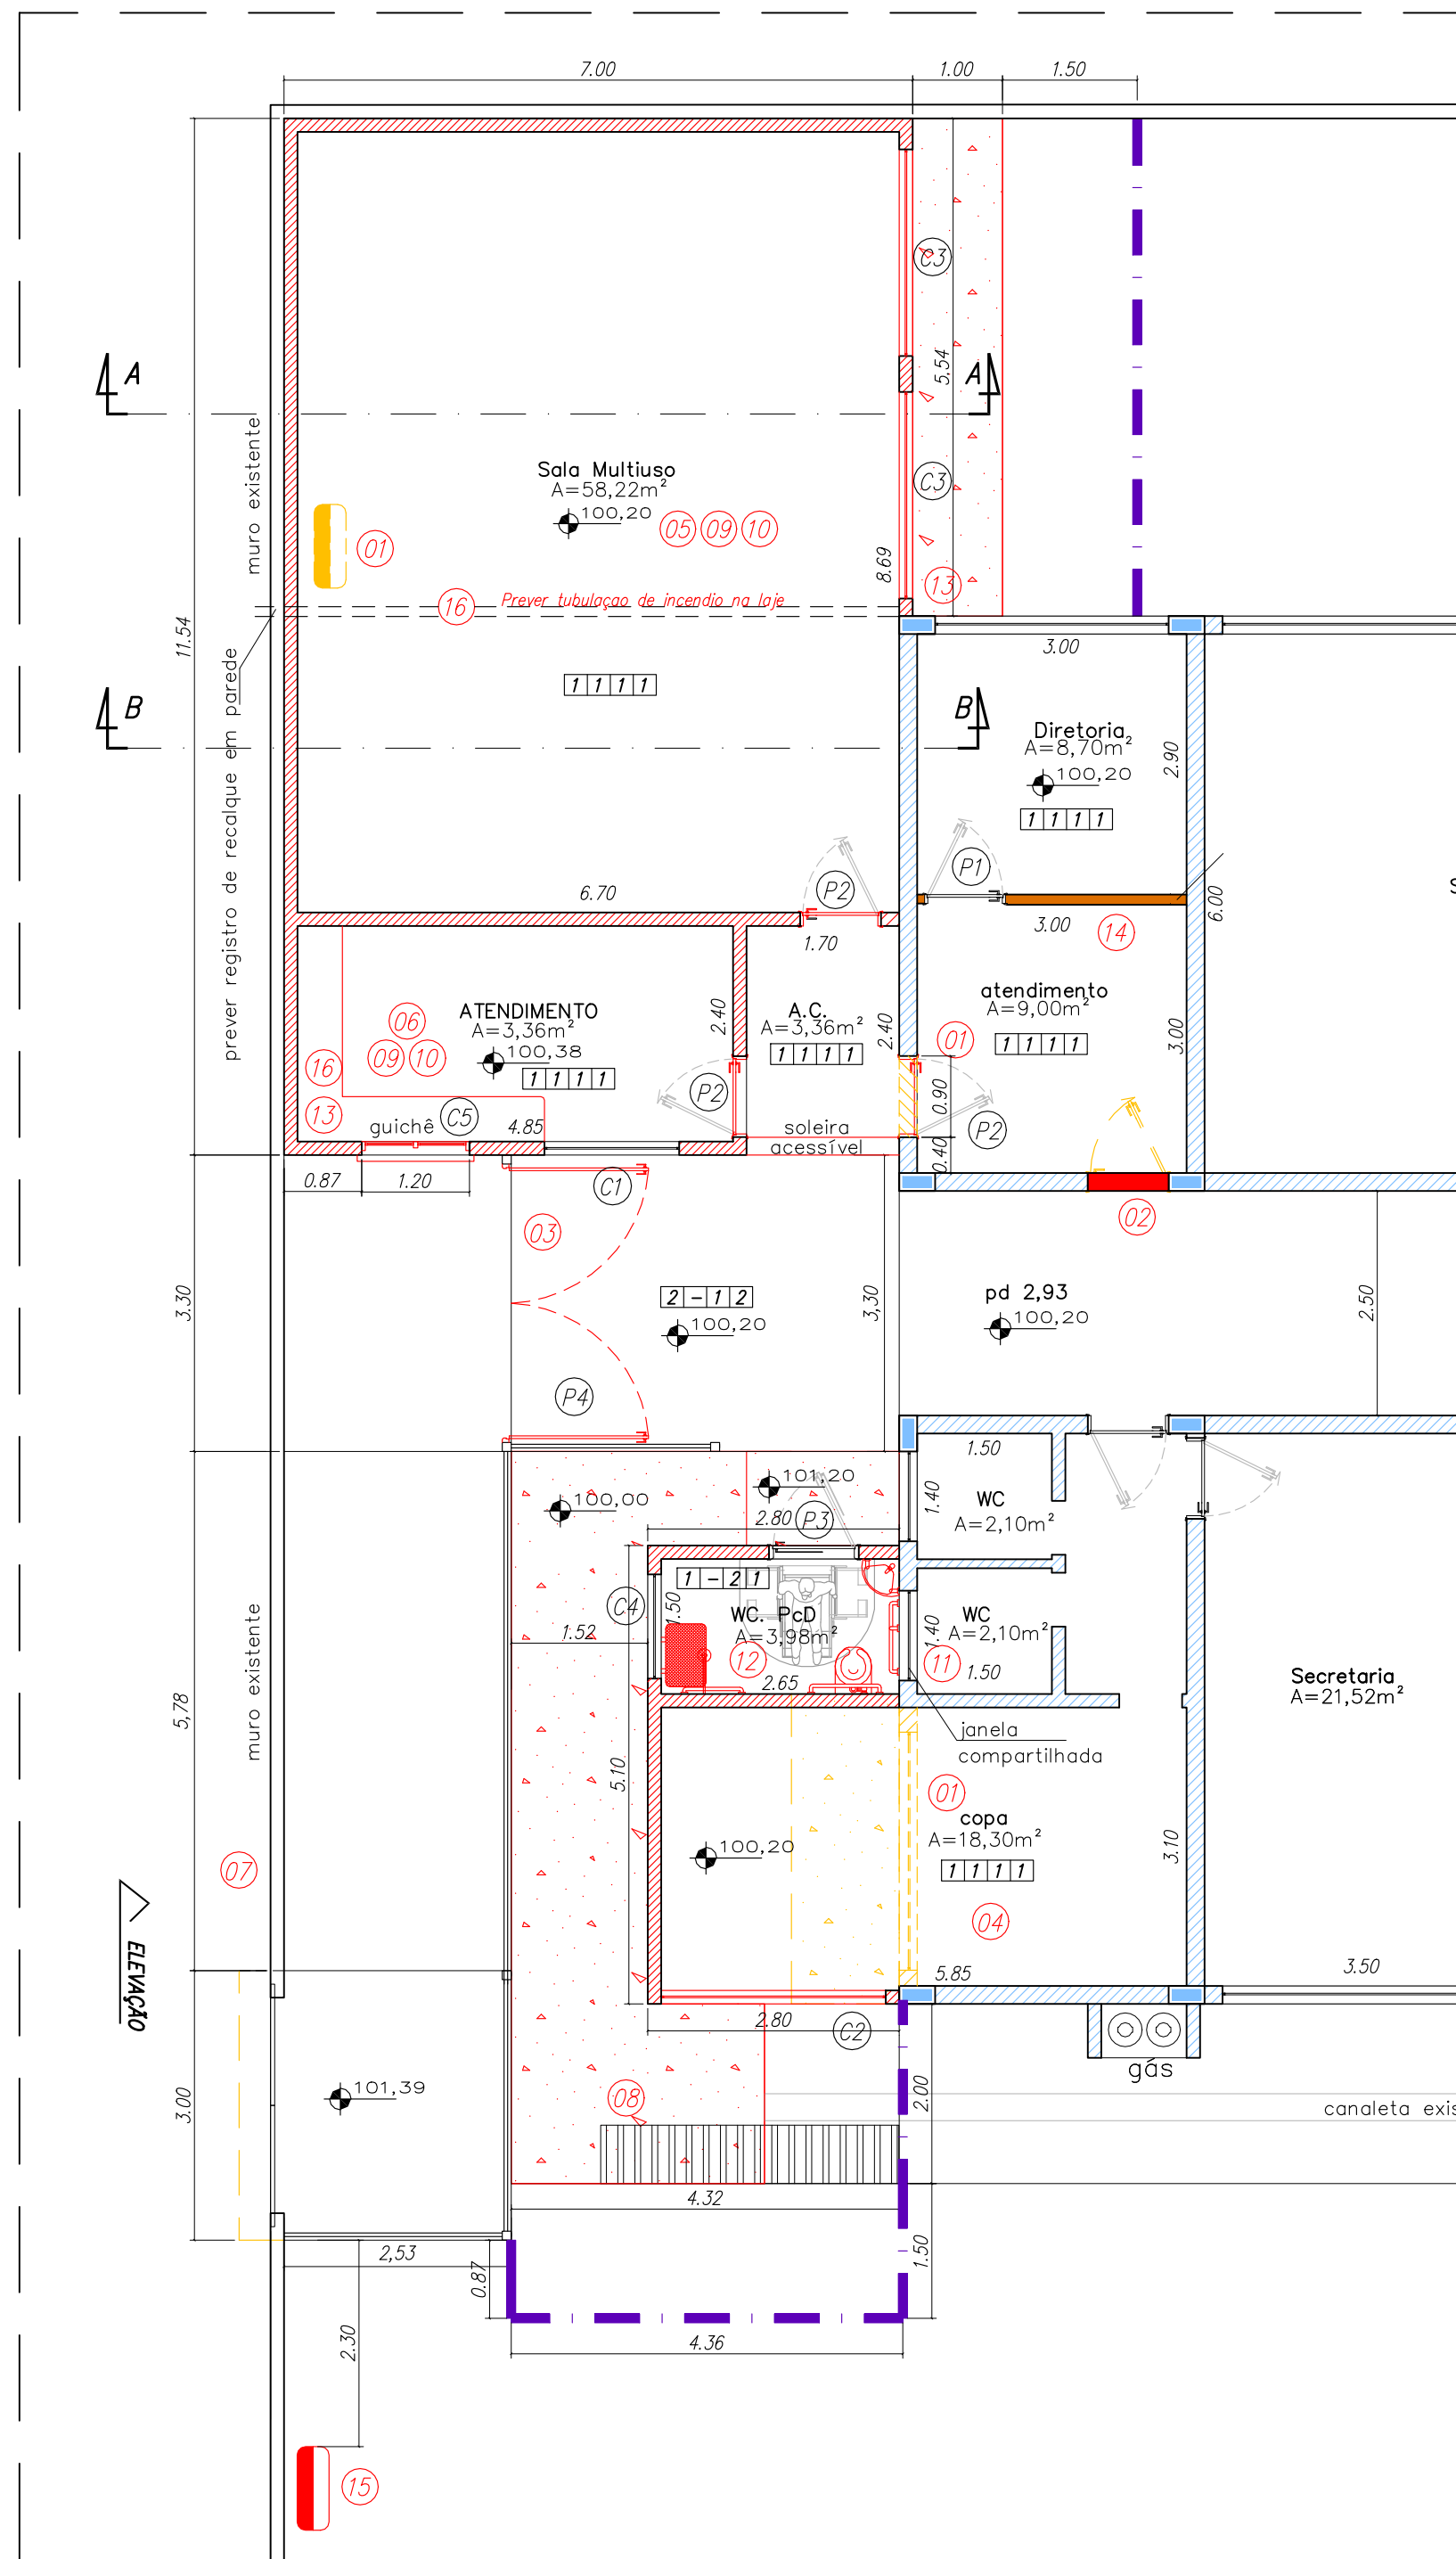 7.00
1.00
1.50
C3
5.54
A
A
muro existente
Sala Multiuso
A=58,22m²
100,20
05
09
10
C3
01
8.69
13
16
Prever tubulaçao de incendio na laje
11.54
3.00
prever registro de recalque em parede
1 1 1 1
B
B
Diretoria
A=8,70m²
100,20
2.90
1 1 1 1
P2
P1
6.70
6.00
1.70
3.00
14
ATENDIMENTO
A=3,36m²
100,38
1 1 1 1
06
09
10
16
13
2.40
A.C.
A=3,36m²
1 1 1 1
2.40
atendimento
A=9,00m²
1 1 1 1
01
3.00
P2
0.90
P2
guichê
C5
4.85
soleira
acessível
0.40
0.87
1.20
C1
03
02
3.30
2 - 1 2
100,20
3,30
pd 2,93
100,20
2.50
P4
1.50
101,20
100,00
2.80
P3
1.40
WC
A=2,10m²
1 - 2 1
C4
1.50
WC. PcD
A=3,98m²
1.52
12
2.65
1.40
WC
A=2,10m²
11
1.50
muro existente
5,78
Secretaria
A=21,52m²
janela
compartilhada
5.10
01
copa
A=18,30m²
1 1 1 1
100,20
3.10
07
04
ELEVAÇÃO
5.85
3.50
2.80
C2
gás
101,39
3.00
08
2.00
canaleta exis
4.32
2,53
0.87
1.50
2.30
4.36
15